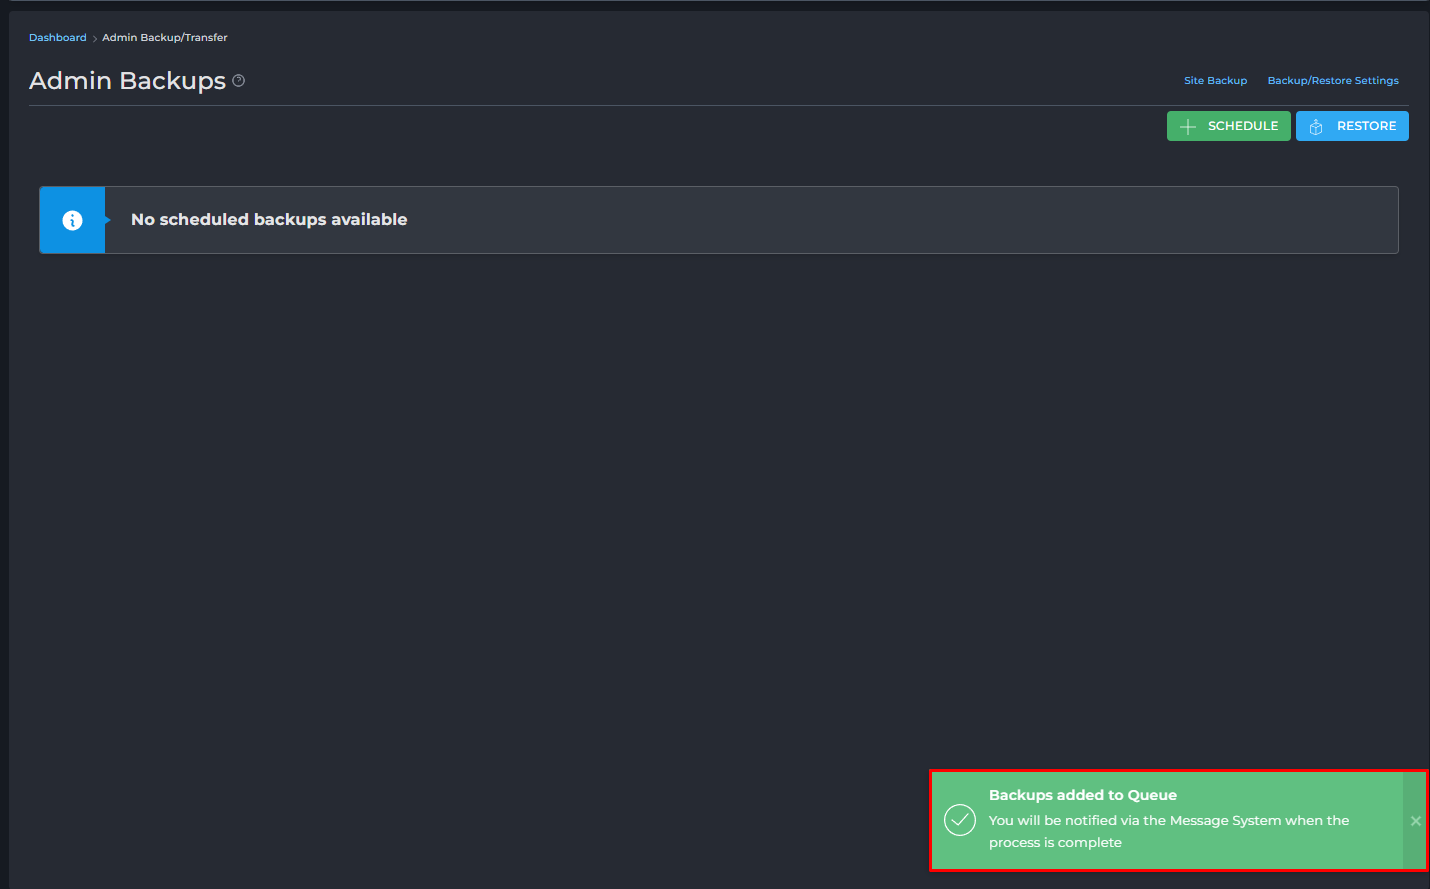 Dashboard > Admin Backup/Transfer
Admin Backups
Site Backup Backup/Restore Settings
SCHEDULE RESTORE
No scheduled backups available
Backups added to Queue
You will be notified via the Message System when the
process is complete